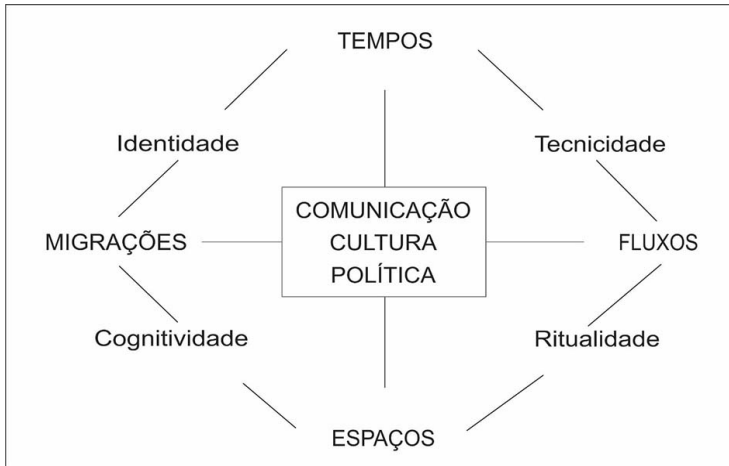 TEMPOS
Identidade
Tecnicidade
COMUNICAÇÃO
CULTURA
POLÍTICA
MIGRAÇÕES
FLUXOS
Cognitividade
Ritualidade
ESPAÇOS